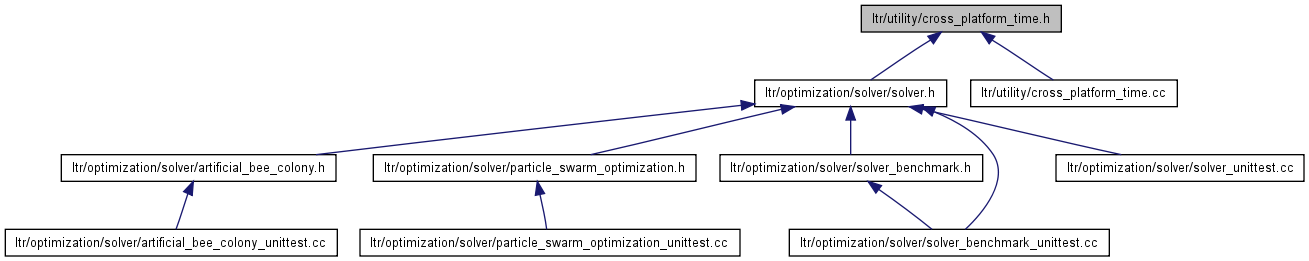 ltr/utility/cross_platform_time.h
ltr/optimization/solver/solver.h
ltr/utility/cross_platform_time.cc
ltr/optimization/solver/artificial_bee_colony.h
ltr/optimization/solver/particle_swarm_optimization.h
ltr/optimization/solver/solver_benchmark.h
ltr/optimization/solver/solver_unittest.cc
ltr/optimization/solver/artificial_bee_colony_unittest.cc
ltr/optimization/solver/particle_swarm_optimization_unittest.cc
ltr/optimization/solver/solver_benchmark_unittest.cc